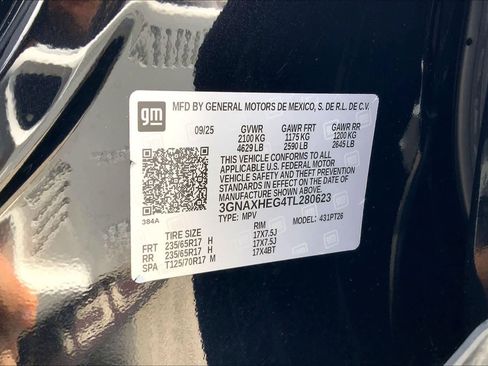 gm
MFD BY GENERAL MOTORS DE MEXICO, S. DE R.L. DE C.V.
09/25 GVWR GAWR FRT GAWR RR
2100 KG 1175 KG 1200 KG
4629 LB 2590 LB 2645 LB
THIS VEHICLE CONFORMS TO ALL
APPLICABLE U.S. FEDERAL MOTOR
VEHICLE SAFETY AND THEFT PREVENTION
STANDARDS IN EFFECT ON THE DATE OF
MANUFACTURE SHOWN ABOVE.
3GNAXHEG4TL280623
384A TYPE: MPV MODEL: 431PT26
TIRE SIZE RIM
FRT 235/65R17 H 17X7.5J
RR 235/65R17 H 17X7.5J
SPA T125/70R17 M 17X4BT